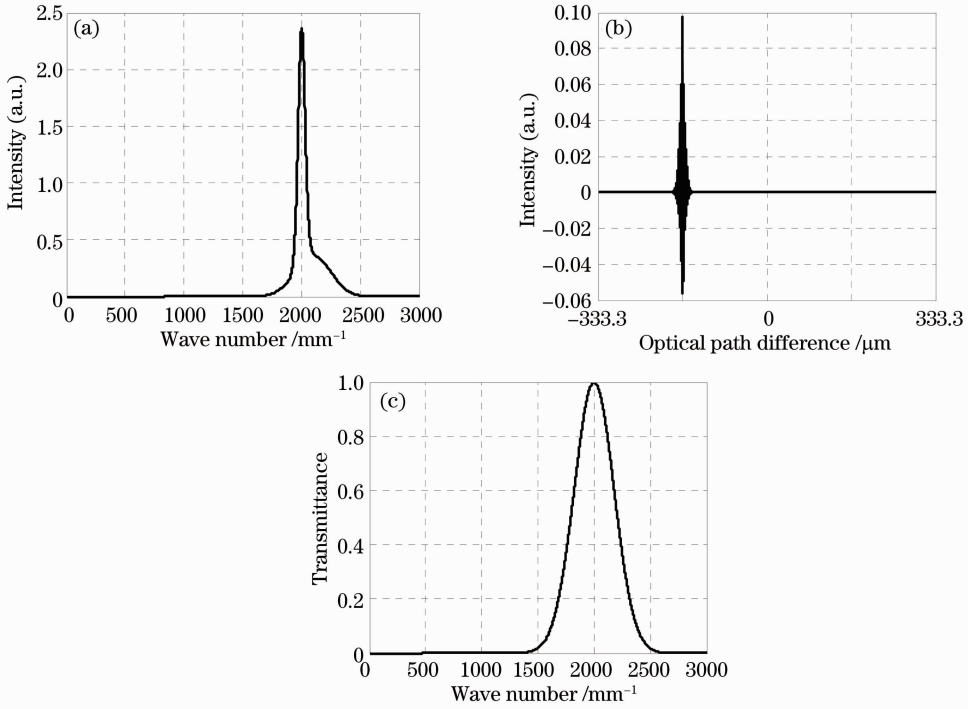 (a)
Intensity (a.u.)
2.5
2.0
1.5
1.0
0.5
0
0 500 1000 1500 2000 2500 3000
Wave number /mm⁻¹
(b)
Intensity (a.u.)
0.10
0.08
0.06
0.04
0.02
0
−0.02
−0.04
−0.06
−333.3 0 333.3
Optical path difference /μm
(c)
Transmittance
1.0
0.8
0.6
0.4
0.2
0
0 500 1000 1500 2000 2500 3000
Wave number /mm⁻¹